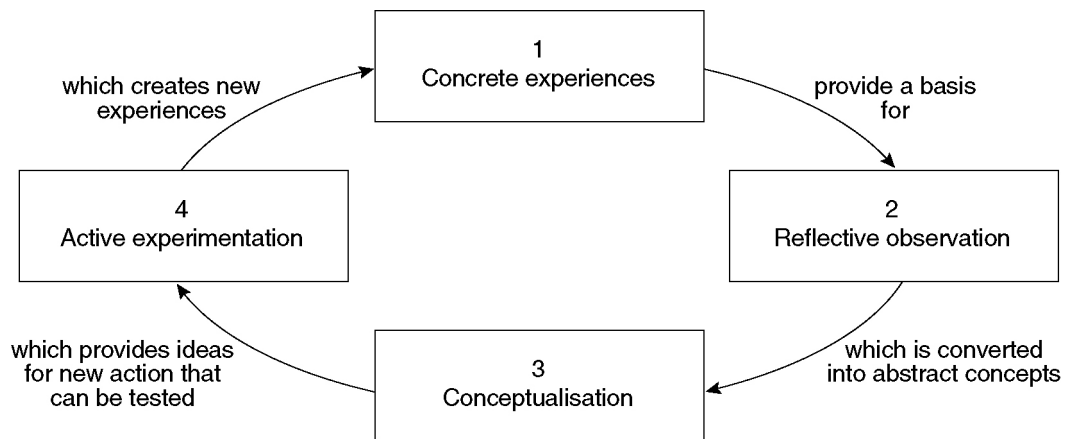 1
Concrete experiences
which creates new
experiences
provide a basis
for
4
Active experimentation
2
Reflective observation
which provides ideas
for new action that
can be tested
3
Conceptualisation
which is converted
into abstract concepts